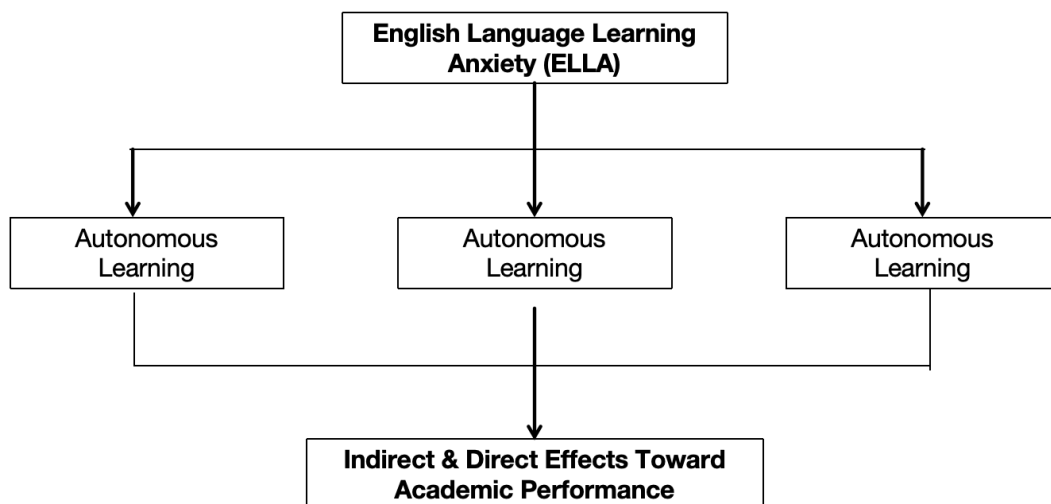 English Language Learning
Anxiety (ELLA)
Autonomous
Learning
Autonomous
Learning
Autonomous
Learning
Indirect & Direct Effects Toward
Academic Performance